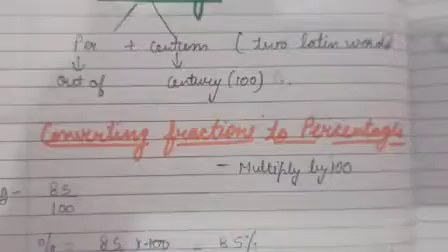 Per + centum (two latin words
↓ ↓
out of century (100)
Converting fractions to Percentages
- Multiply by 100
g- 85
100
% = 85 x 100 = 85%